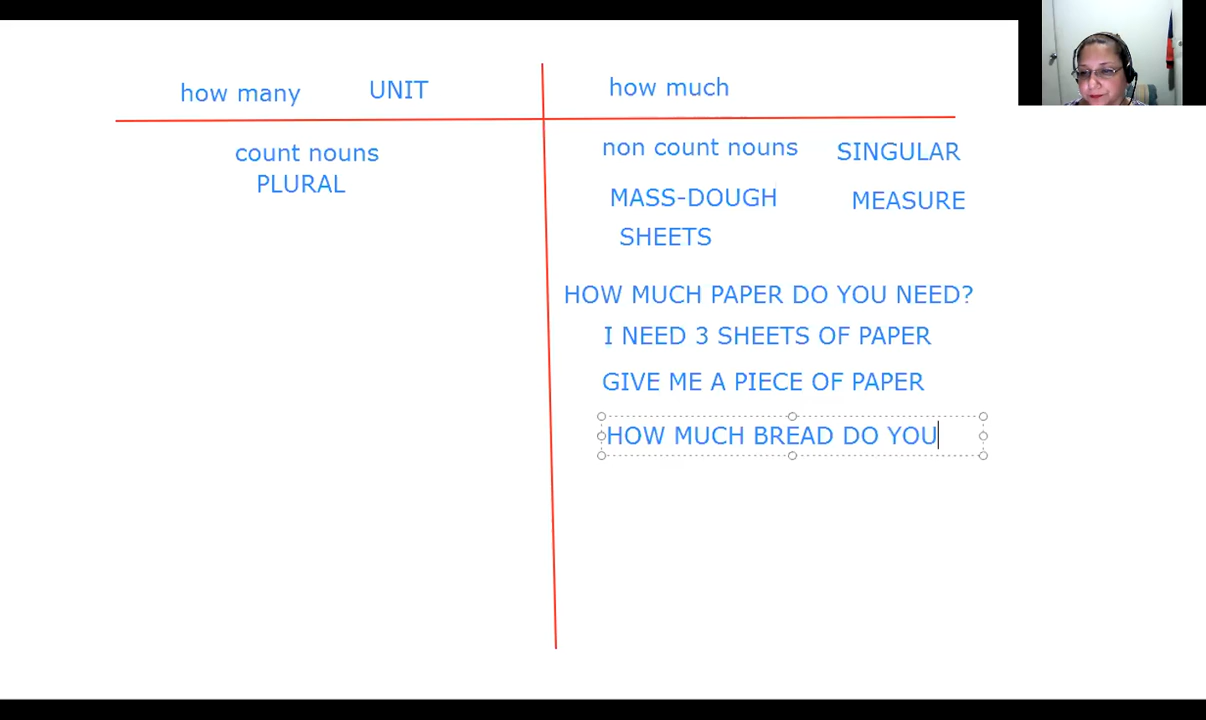 how many UNIT
how much
count nouns
PLURAL
non count nouns SINGULAR
MASS-DOUGH MEASURE
SHEETS
HOW MUCH PAPER DO YOU NEED?
I NEED 3 SHEETS OF PAPER
GIVE ME A PIECE OF PAPER
HOW MUCH BREAD DO YOU